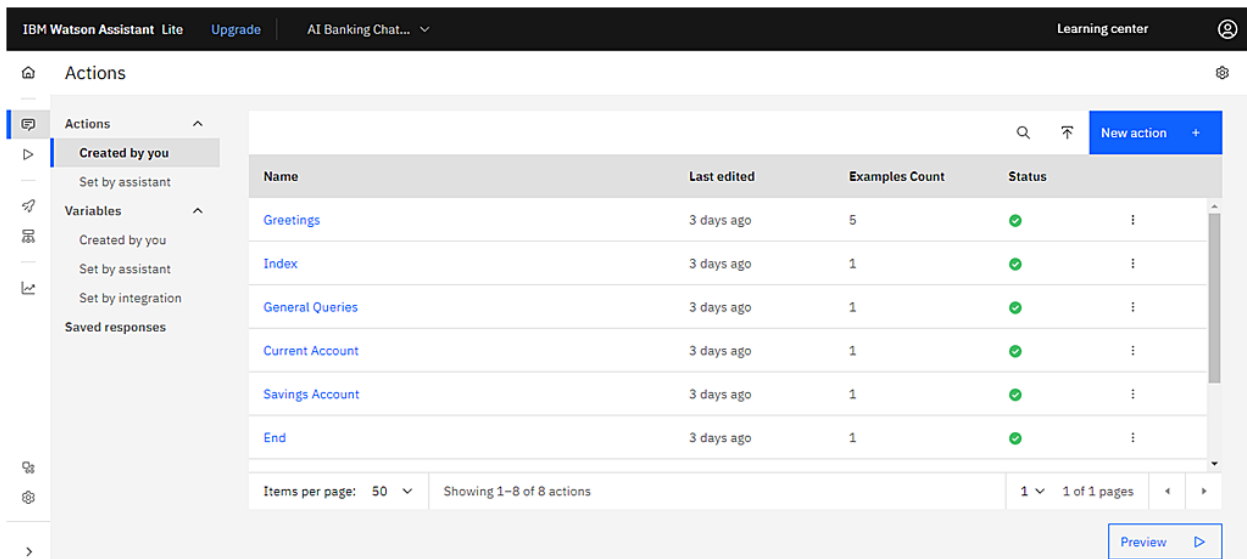 IBM Watson Assistant Lite Upgrade AI Banking Chat... Learning center
Actions
Actions
Created by you
Set by assistant
Variables
Created by you
Set by assistant
Set by integration
Saved responses
New action +
Name Last edited Examples Count Status
Greetings 3 days ago 5
Index 3 days ago 1
General Queries 3 days ago 1
Current Account 3 days ago 1
Savings Account 3 days ago 1
End 3 days ago 1
Items per page: 50 Showing 1–8 of 8 actions 1 1 of 1 pages
Preview